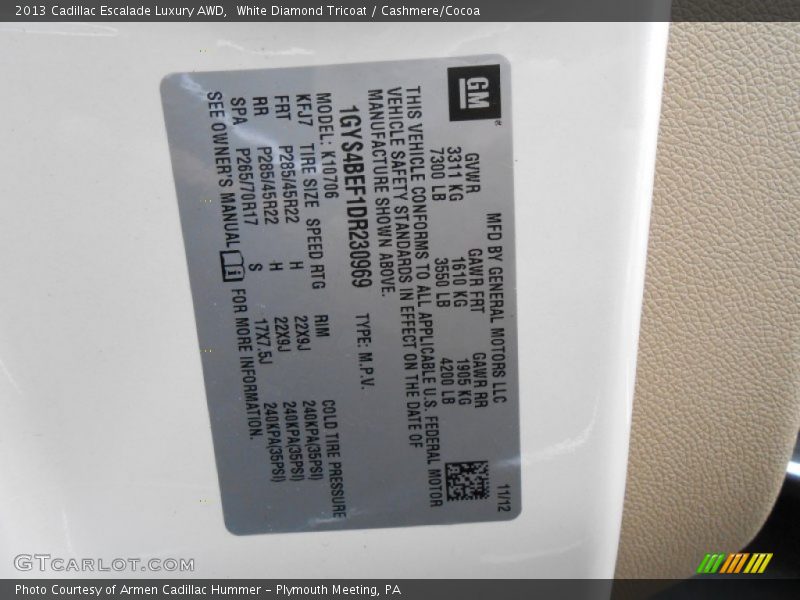 2013 Cadillac Escalade Luxury AWD,  White Diamond Tricoat / Cashmere/Cocoa
GM
MFD BY GENERAL MOTORS LLC 11/12
GVWR GAWR FRT GAWR RR
3311 KG 1610 KG 1905 KG
7300 LB 3550 LB 4200 LB
THIS VEHICLE CONFORMS TO ALL APPLICABLE U.S. FEDERAL MOTOR
VEHICLE SAFETY STANDARDS IN EFFECT ON THE DATE OF
MANUFACTURE SHOWN ABOVE.
1GYS4BEF1DR230969 TYPE: M.P.V.
MODEL: K10706
KFJ7 TIRE SIZE SPEED RTG RIM COLD TIRE PRESSURE
FRT P285/45R22 H 22X9J 240KPA(35PSI)
RR P285/45R22 H 22X9J 240KPA(35PSI)
SPA P265/70R17 S 17X7.5J 240KPA(35PSI)
SEE OWNER'S MANUAL FOR MORE INFORMATION.
GTCarLot.com
Photo Courtesy of Armen Cadillac Hummer – Plymouth Meeting, PA